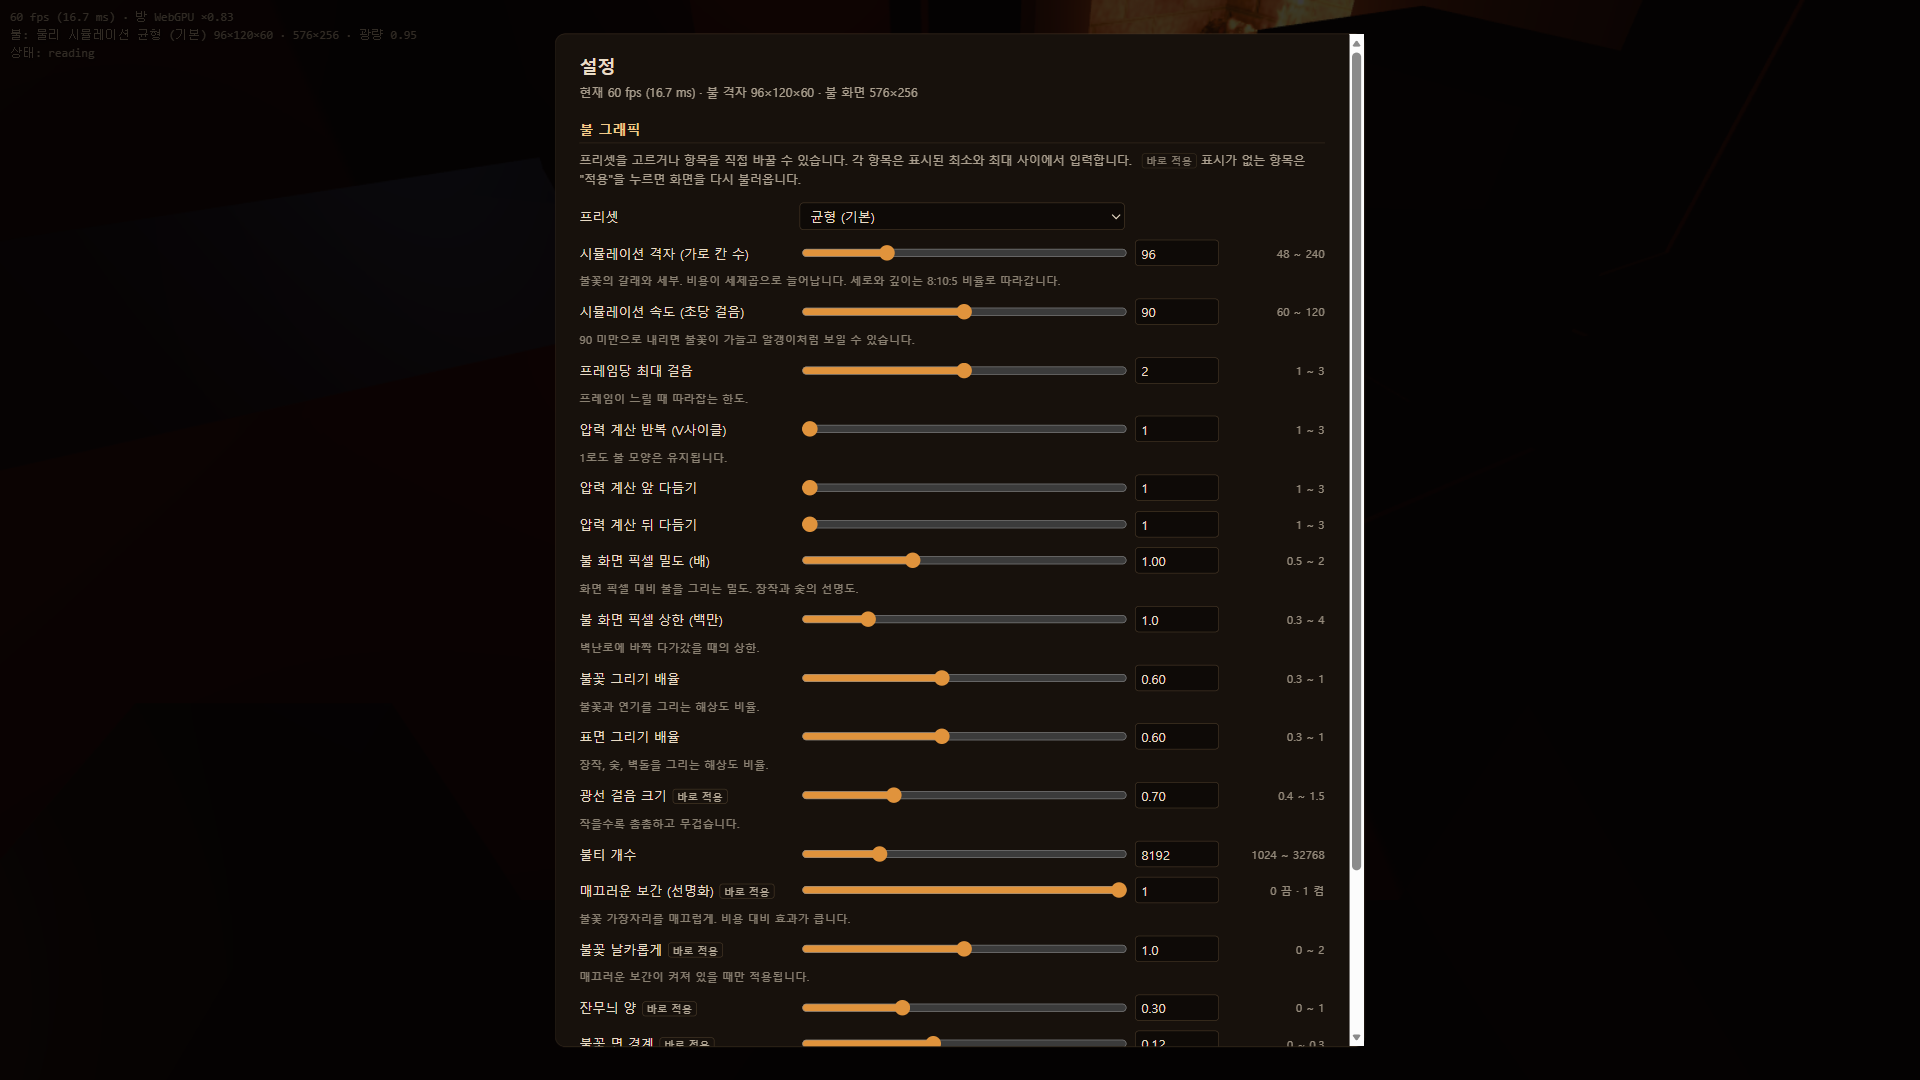 60 fps (16.7 ms) · 방 WebGPU ×0.83
불: 물리 시뮬레이션 균형 (기본) 96×120×60 · 576×256 · 광량 0.95
상태: reading
설정
현재 60 fps (16.7 ms) · 불 격자 96×120×60 · 불 화면 576×256
불 그래픽
프리셋을 고르거나 항목을 직접 바꿀 수 있습니다. 각 항목은 표시된 최소와 최대 사이에서 입력합니다. 바로 적용 표시가 없는 항목은
"적용"을 누르면 화면을 다시 불러옵니다.
프리셋 균형 (기본)
시뮬레이션 격자 (가로 칸 수) 96 48 ~ 240
불꽃의 갈래와 세부. 비용이 세제곱으로 늘어납니다. 세로와 깊이는 8:10:5 비율로 따라갑니다.
시뮬레이션 속도 (초당 걸음) 90 60 ~ 120
90 미만으로 내리면 불꽃이 가늘고 알갱이처럼 보일 수 있습니다.
프레임당 최대 걸음 2 1 ~ 3
프레임이 느릴 때 따라잡는 한도.
압력 계산 반복 (V사이클) 1 1 ~ 3
1로도 불 모양은 유지됩니다.
압력 계산 앞 다듬기 1 1 ~ 3
압력 계산 뒤 다듬기 1 1 ~ 3
불 화면 픽셀 밀도 (배) 1.00 0.5 ~ 2
화면 픽셀 대비 불을 그리는 밀도. 장작과 숯의 선명도.
불 화면 픽셀 상한 (백만) 1.0 0.3 ~ 4
벽난로에 바짝 다가갔을 때의 상한.
불꽃 그리기 배율 0.60 0.3 ~ 1
불꽃과 연기를 그리는 해상도 비율.
표면 그리기 배율 0.60 0.3 ~ 1
장작, 숯, 벽돌을 그리는 해상도 비율.
광선 걸음 크기 바로 적용 0.70 0.4 ~ 1.5
작을수록 촘촘하고 무겁습니다.
불티 개수 8192 1024 ~ 32768
매끄러운 보간 (선명화) 바로 적용 1 0 끔 · 1 켬
불꽃 가장자리를 매끄럽게. 비용 대비 효과가 큽니다.
불꽃 날카롭게 바로 적용 1.0 0 ~ 2
매끄러운 보간이 켜져 있을 때만 적용됩니다.
잔무늬 양 바로 적용 0.30 0 ~ 1
불꽃 면 경계 바로 적용 0.12 0 ~ 0.3